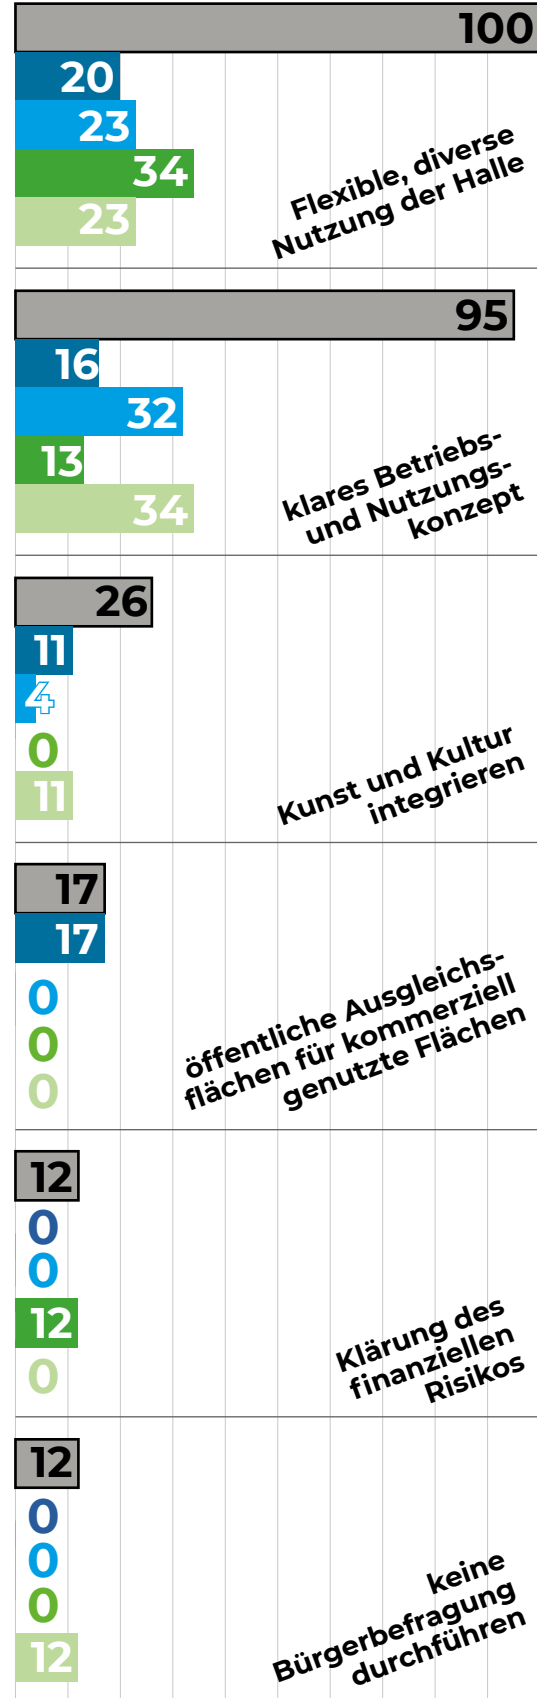 100
20
23
34
23
Flexible, diverse
Nutzung der Halle
95
16
32
13
34
klares Betriebs-
und Nutzungs-
konzept
26
11
4
0
11
Kunst und Kultur
integrieren
17
17
0
0
0
öffentliche Ausgleichs-
flächen für kommerziell
genutzte Flächen
12
0
0
12
0
Klärung des
finanziellen
Risikos
12
0
0
0
12
keine
Bürgerbefragung
durchführen